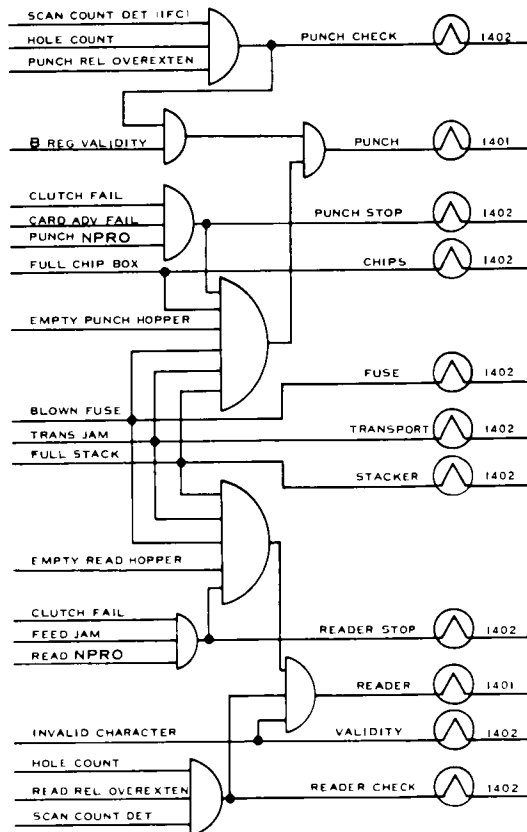 SCAN COUNT DET (IFC)
HOLE COUNT
PUNCH CHECK 1402
PUNCH REL OVEREXTEN
B REG VALIDITY
PUNCH 1401
CLUTCH FAIL
CARD ADV FAIL
PUNCH STOP 1402
PUNCH NPRO
FULL CHIP BOX
CHIPS 1402
EMPTY PUNCH HOPPER
FUSE 1402
BLOWN FUSE
TRANS JAM
TRANSPORT 1402
FULL STACK
STACKER 1402
EMPTY READ HOPPER
CLUTCH FAIL
FEED JAM
READER STOP 1402
READ NPRO
READER 1401
INVALID CHARACTER
VALIDITY 1402
HOLE COUNT
READ REL OVEREXTEN
READER CHECK 1402
SCAN COUNT DET